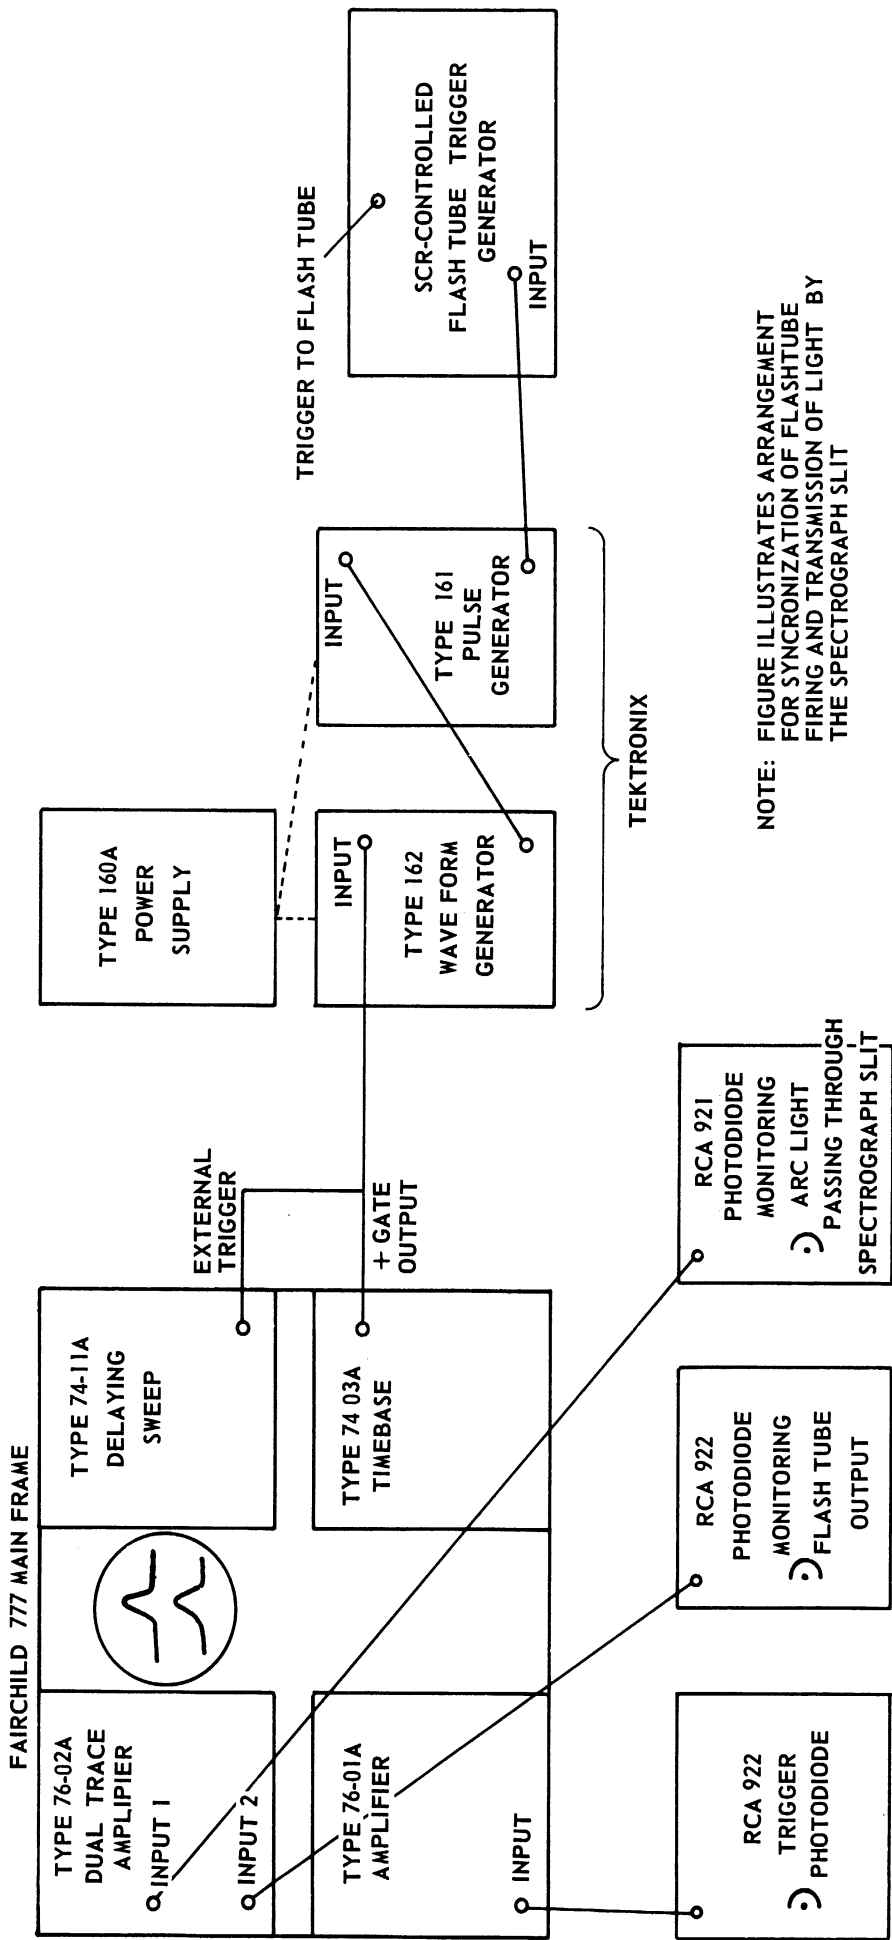 FAIRCHILD 777 MAIN FRAME
TYPE 76-02A
DUAL TRACE
AMPLIPIER
INPUT 1
INPUT 2
TYPE 76-01A
AMPLIFIER
INPUT
TYPE 74-11A
DELAYING
SWEEP
TYPE 74 03A
TIMEBASE
EXTERNAL
TRIGGER
+ GATE
OUTPUT
TYPE 160A
POWER
SUPPLY
INPUT
TYPE 162
WAVE FORM
GENERATOR
INPUT
TYPE 161
PULSE
GENERATOR
TEKTRONIX
TRIGGER TO FLASH TUBE
SCR-CONTROLLED
FLASH TUBE TRIGGER
GENERATOR
INPUT
RCA 922
TRIGGER
PHOTODIODE
RCA 922
PHOTODIODE
MONITORING
FLASH TUBE
OUTPUT
RCA 921
PHOTODIODE
MONITORING
ARC LIGHT
PASSING THROUGH
SPECTROGRAPH SLIT
NOTE: FIGURE ILLUSTRATES ARRANGEMENT
FOR SYNCRONIZATION OF FLASHTUBE
FIRING AND TRANSMISSION OF LIGHT BY
THE SPECTROGRAPH SLIT